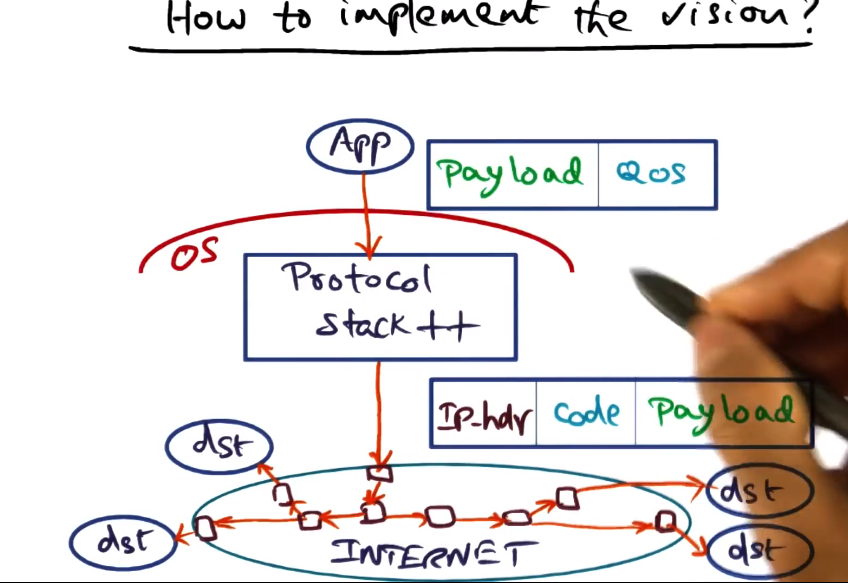 How to implement the vision?
App
Payload QOS
OS
Protocol
Stack ++
IP-hdr Code Payload
dst
dst
dst
dst
INTERNET